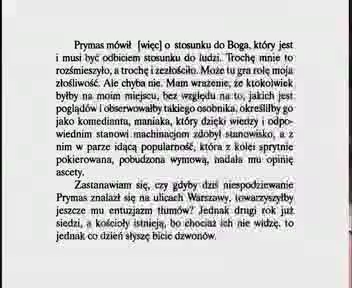 Prymas mówił [więc] o stosunku do Boga, który jest
i musi być odbiciem stosunku do ludzi. Trochę mnie to
rozśmieszyło, a trochę i zezłościło. Może tu gra rolę moja
złośliwość. Ale chyba nie. Mam wrażenie, że ktokolwiek
byłby na moim miejscu, bez względu na to, jakich jest
poglądów i obserwowałby takiego osobnika, określiłby go
jako komedianta, maniaka, który dzięki wiedzy i odpo-
wiednim stanowi machinacjom zdobył stanowisko, a z
nim w parze idącą popularność, która z kolei sprytnie
pokierowana, pobudzona wymową, nadała mu opinię
ascety.
Zastanawiam się, czy gdyby dziś niespodziewanie
Prymas znalazł się na ulicach Warszawy, towarzyszyłby
jeszcze mu entuzjazm tłumów? Jednak drugi rok już
siedzi, a kościoły istnieją, bo chociaż ich nie widzę, to
jednak co dzień słyszę bicie dzwonów.